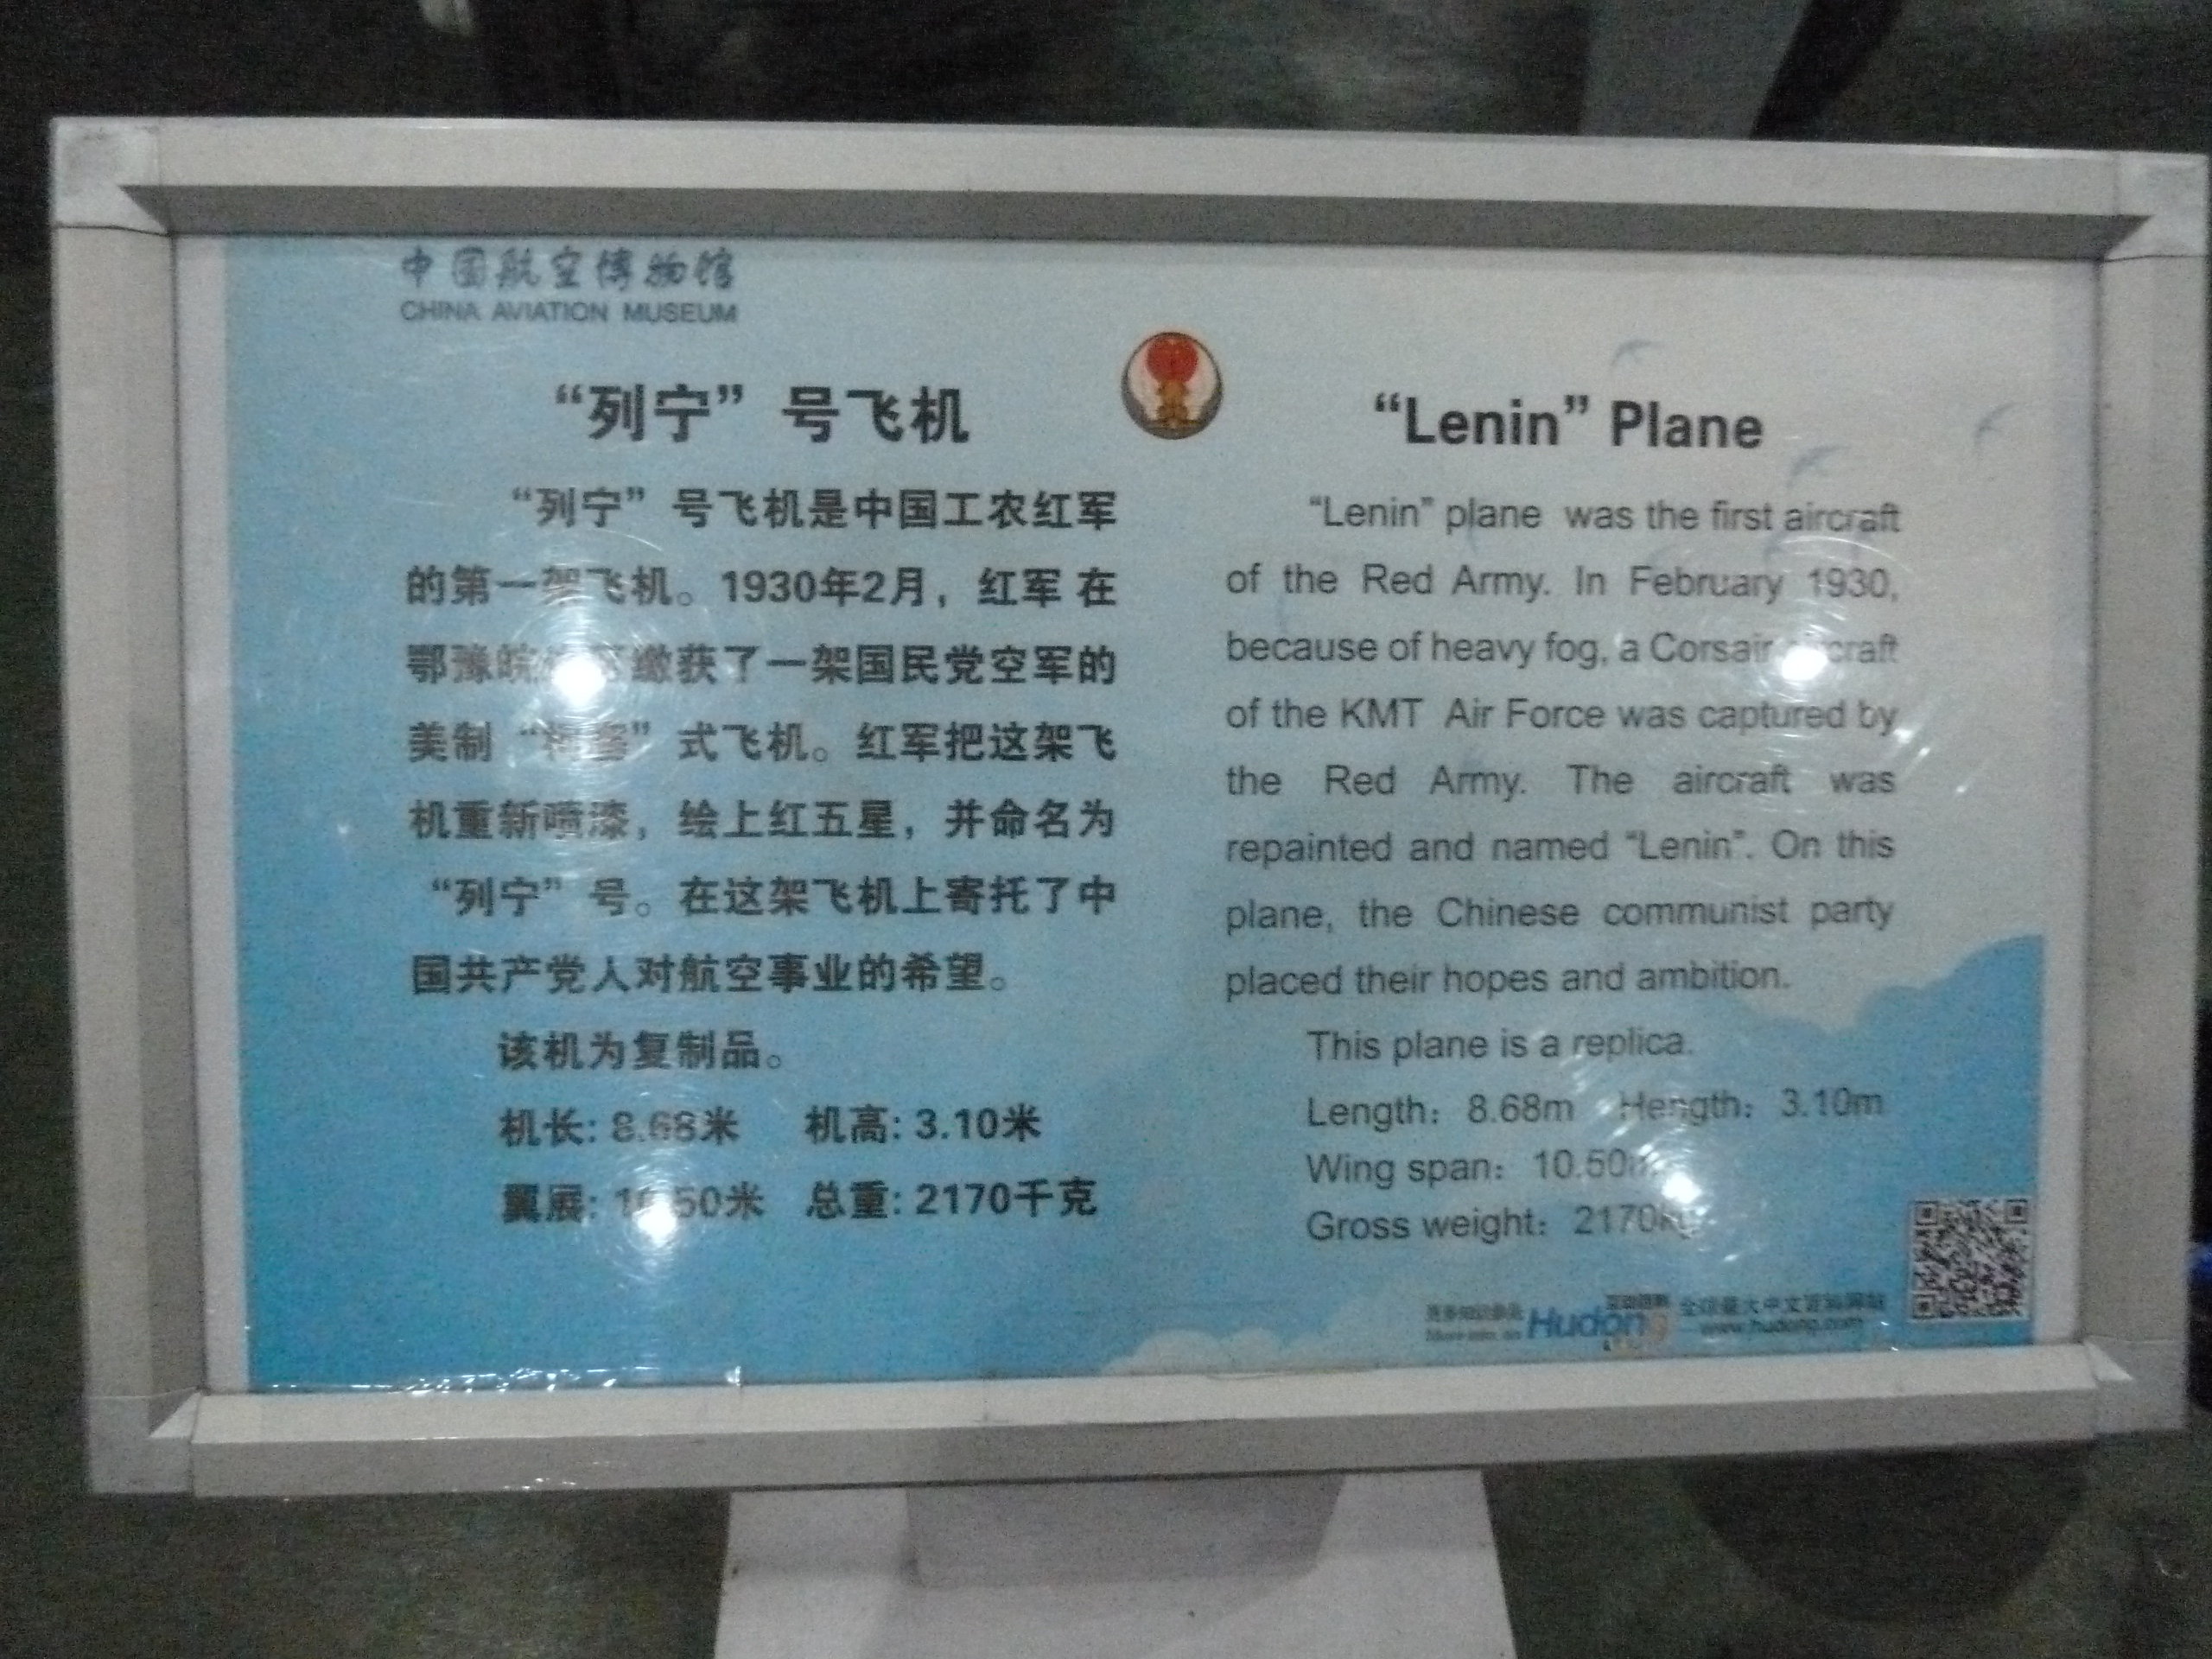 中国航空博物馆
CHINA AVIATION MUSEUM
“列宁”号飞机
“列宁”号飞机是中国工农红军
的第一架飞机。1930年2月，红军 在
鄂豫皖 缴获了一架国民党空军的
美制“ ”式飞机。红军把这架飞
机重新喷漆，绘上红五星，并命名为
“列宁”号。在这架飞机上寄托了中
国共产党人对航空事业的希望。
该机为复制品。
机长: 8.68米 机高: 3.10米
翼展: 10.50米 总重: 2170千克
“Lenin” Plane
“Lenin” plane was the first aircraft
of the Red Army. In February 1930,
because of heavy fog, a Corsair aircraft
of the KMT Air Force was captured by
the Red Army. The aircraft was
repainted and named “Lenin”. On this
plane, the Chinese communist party
placed their hopes and ambition.
This plane is a replica.
Length: 8.68m Hength: 3.10m
Wing span: 10.50m
Gross weight: 2170kg
Hudong
www.hudong.com